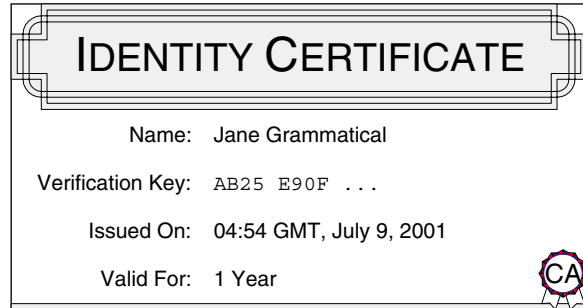 IDENTITY CERTIFICATE
Name: Jane Grammatical
Verification Key: AB25 E90F ...
Issued On: 04:54 GMT, July 9, 2001
Valid For: 1 Year
CA